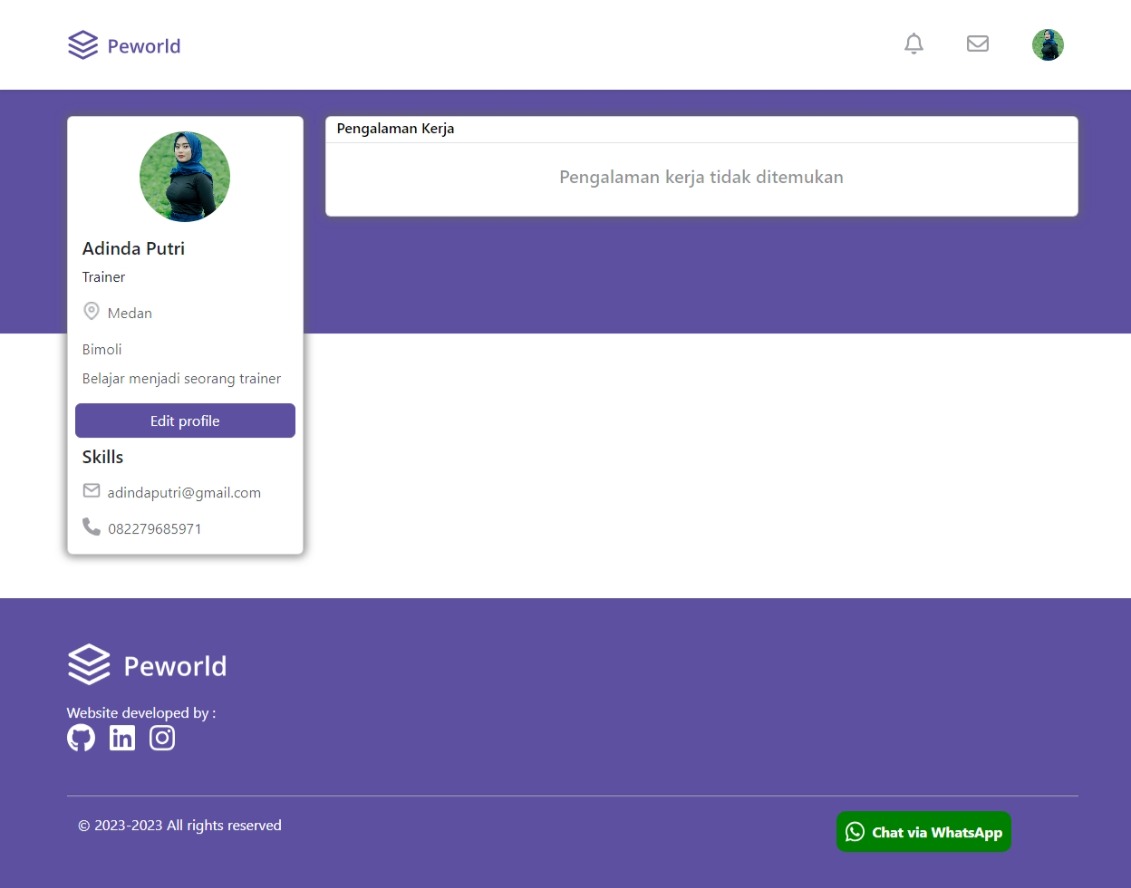 Peworld
Pengalaman Kerja
Pengalaman kerja tidak ditemukan
Adinda Putri
Trainer
Medan
Bimoli
Belajar menjadi seorang trainer
Edit profile
Skills
adindaputri@gmail.com
082279685971
Peworld
Website developed by :
© 2023-2023 All rights reserved
Chat via WhatsApp